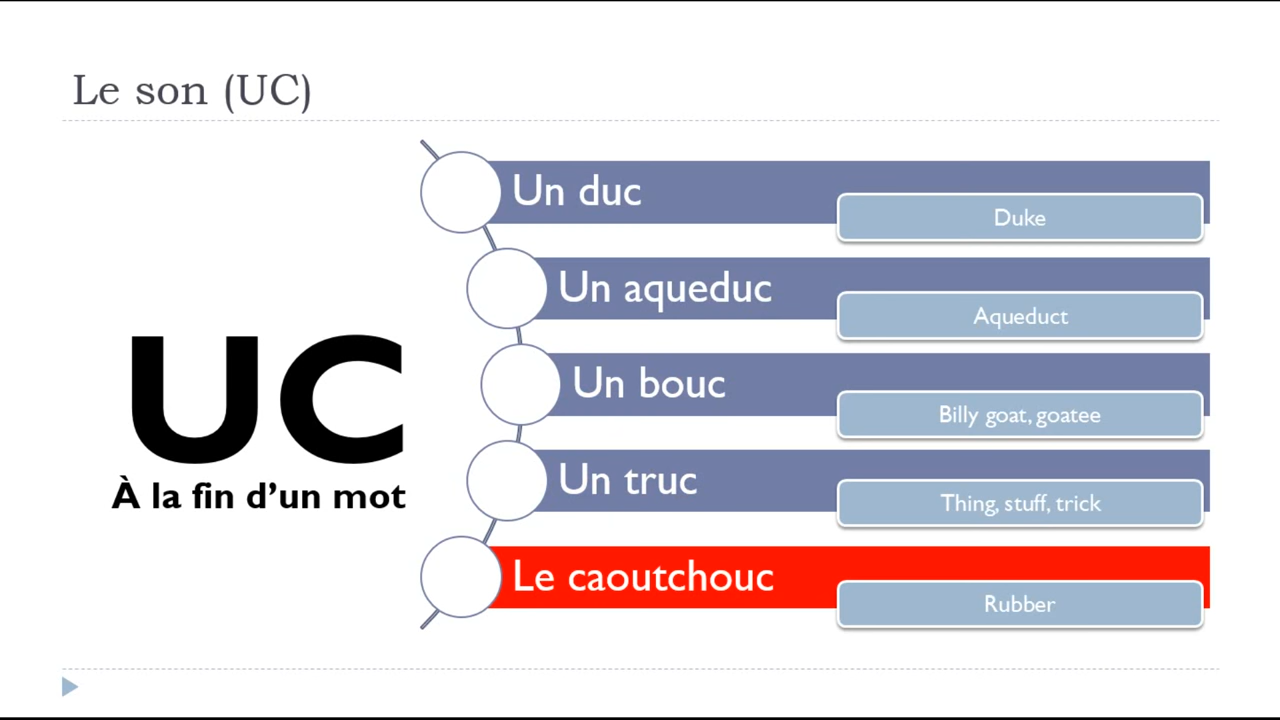 Le son (UC)
UC
À la fin d’un mot
Un duc
Duke
Un aqueduc
Aqueduct
Un bouc
Billy goat, goatee
Un truc
Thing, stuff, trick
Le caoutchouc
Rubber